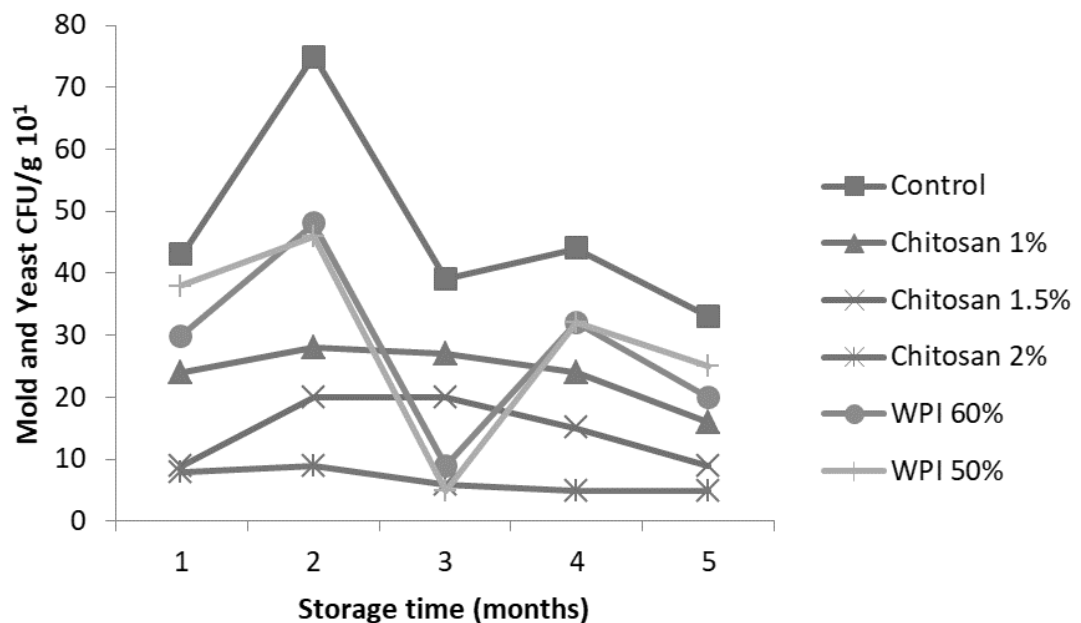 Mold and Yeast CFU/g 10¹
80
70
60
50
40
30
20
10
0
1 2 3 4 5
Storage time (months)
Control
Chitosan 1%
Chitosan 1.5%
Chitosan 2%
WPI 60%
WPI 50%